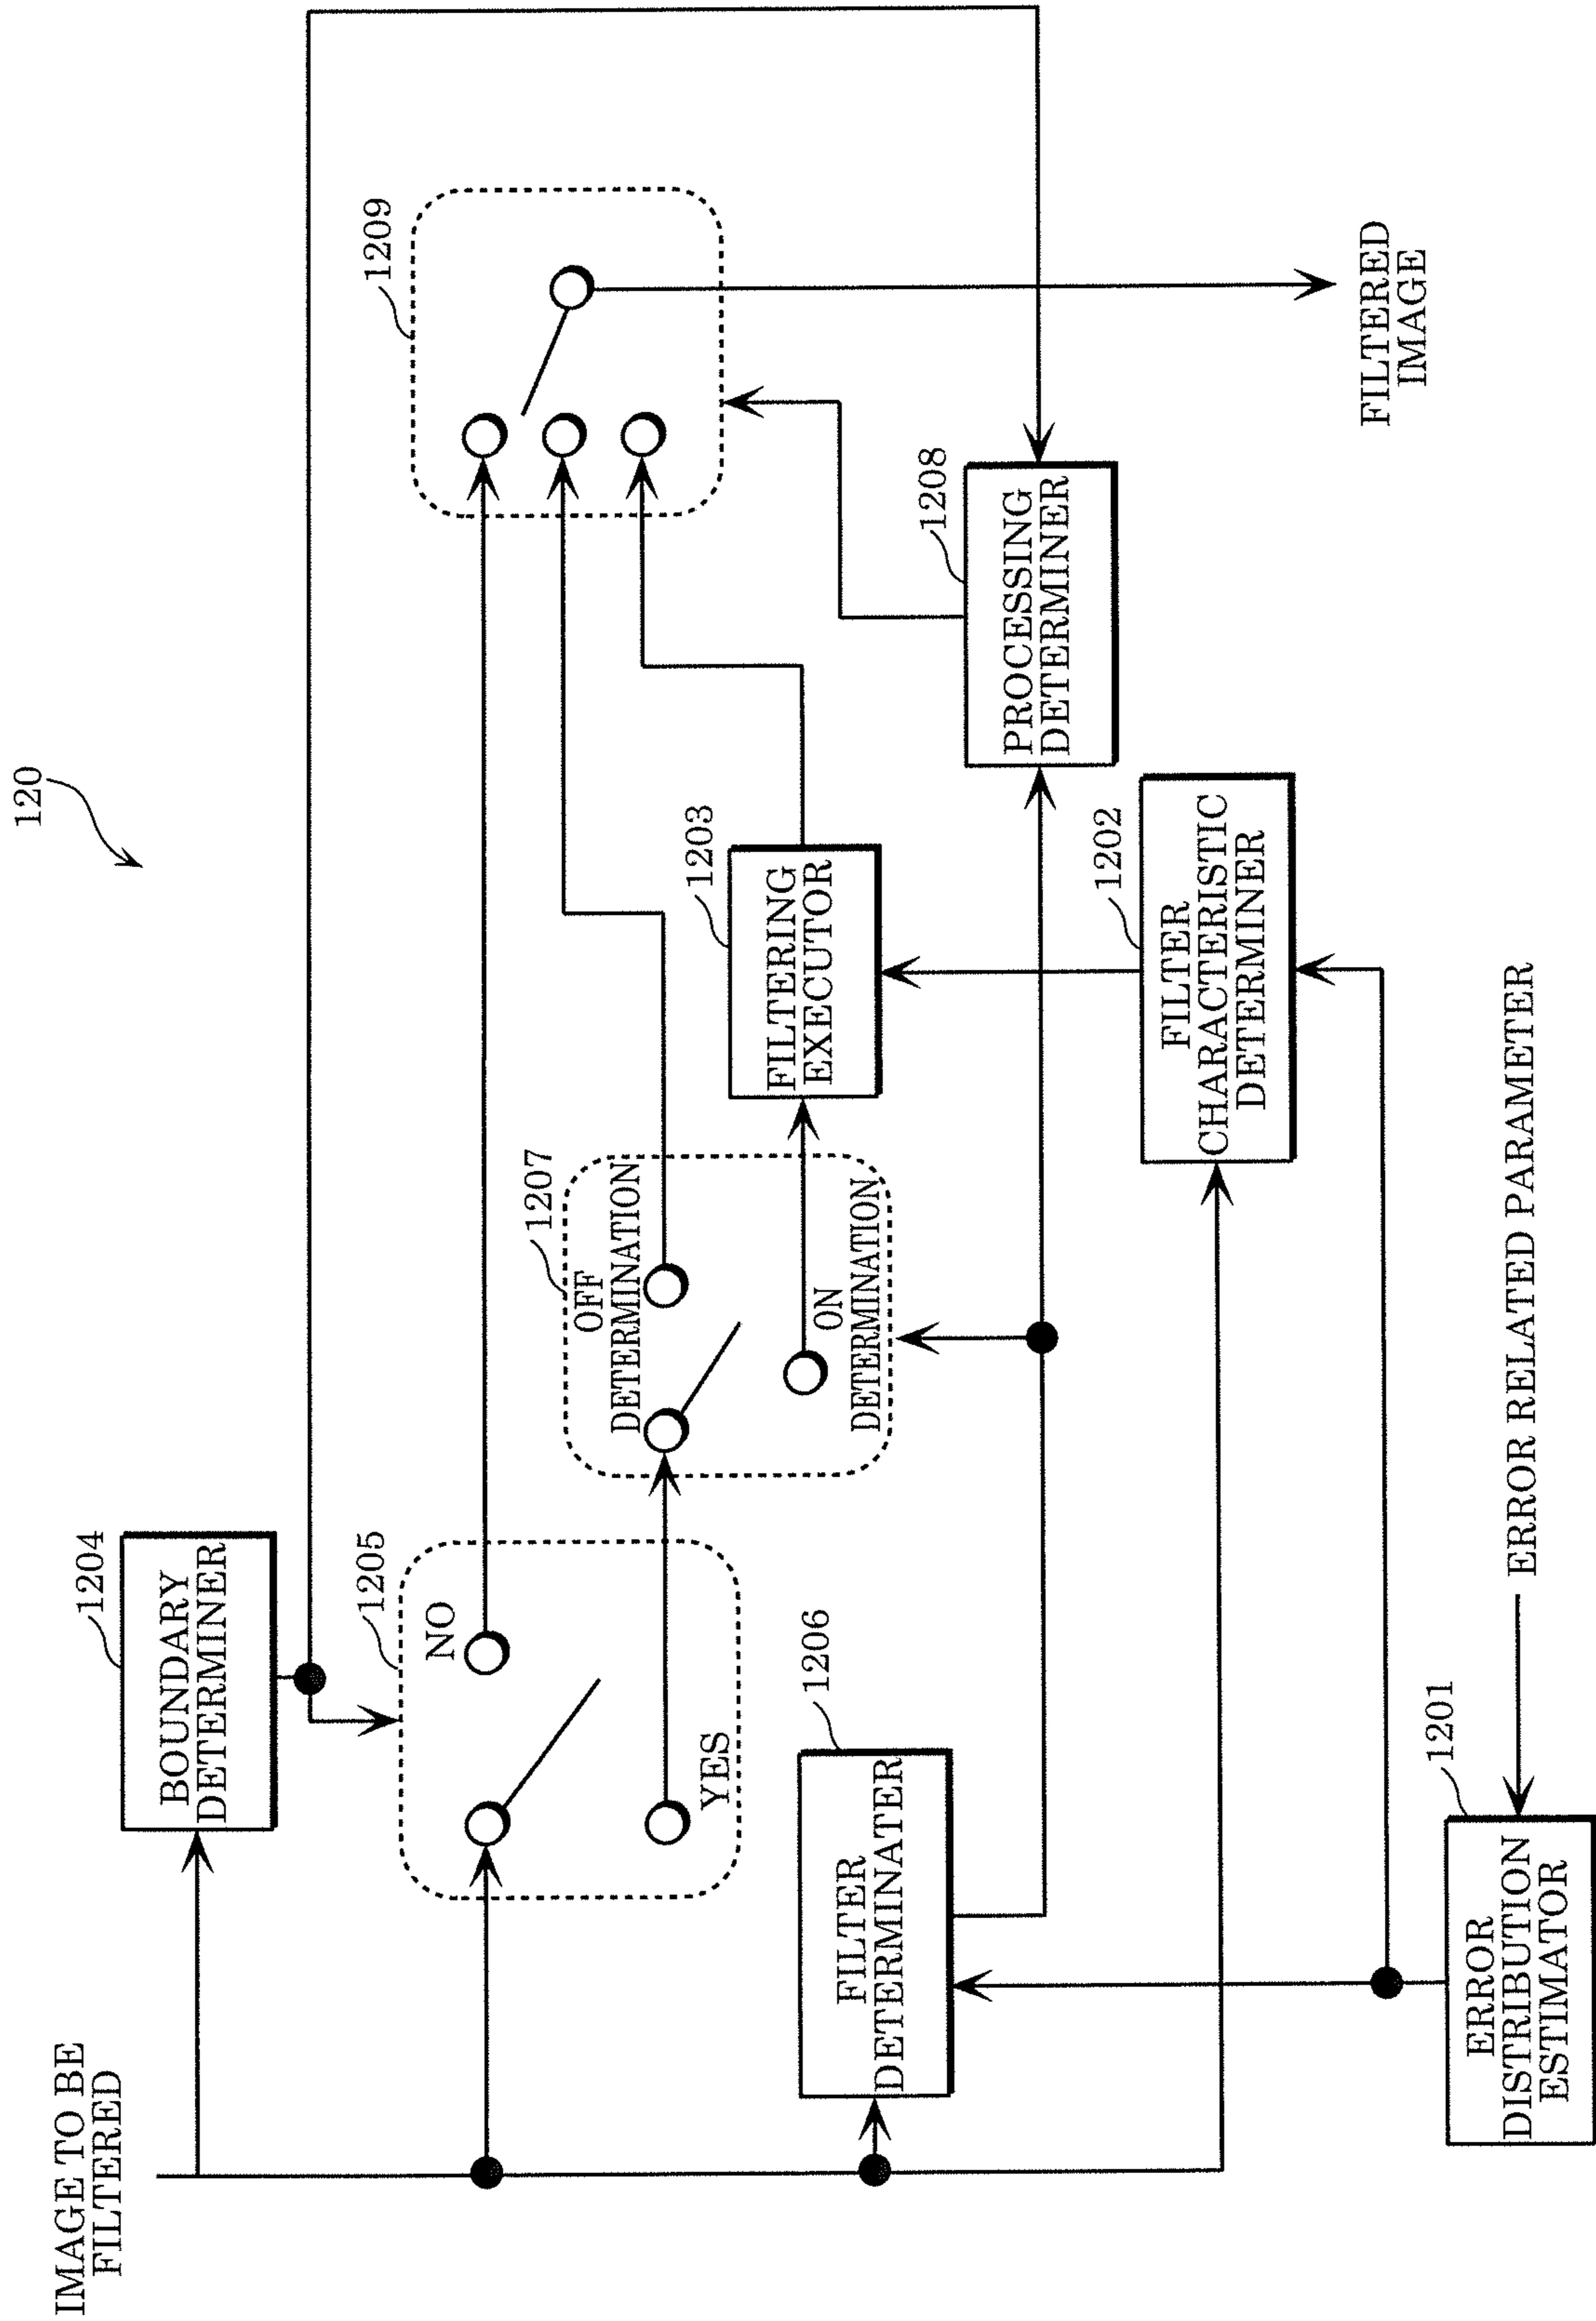 120
IMAGE TO BE
FILTERED
1204
BOUNDARY
DETERMINER
1205
NO
YES
1207
OFF
DETERMINATION
ON
DETERMINATION
1209
1206
FILTER
DETERMINATER
1203
FILTERING
EXECUTOR
1208
PROCESSING
DETERMINER
1202
FILTER
CHARACTERISTIC
DETERMINER
1201
ERROR
DISTRIBUTION
ESTIMATOR
ERROR RELATED PARAMETER
FILTERED
IMAGE